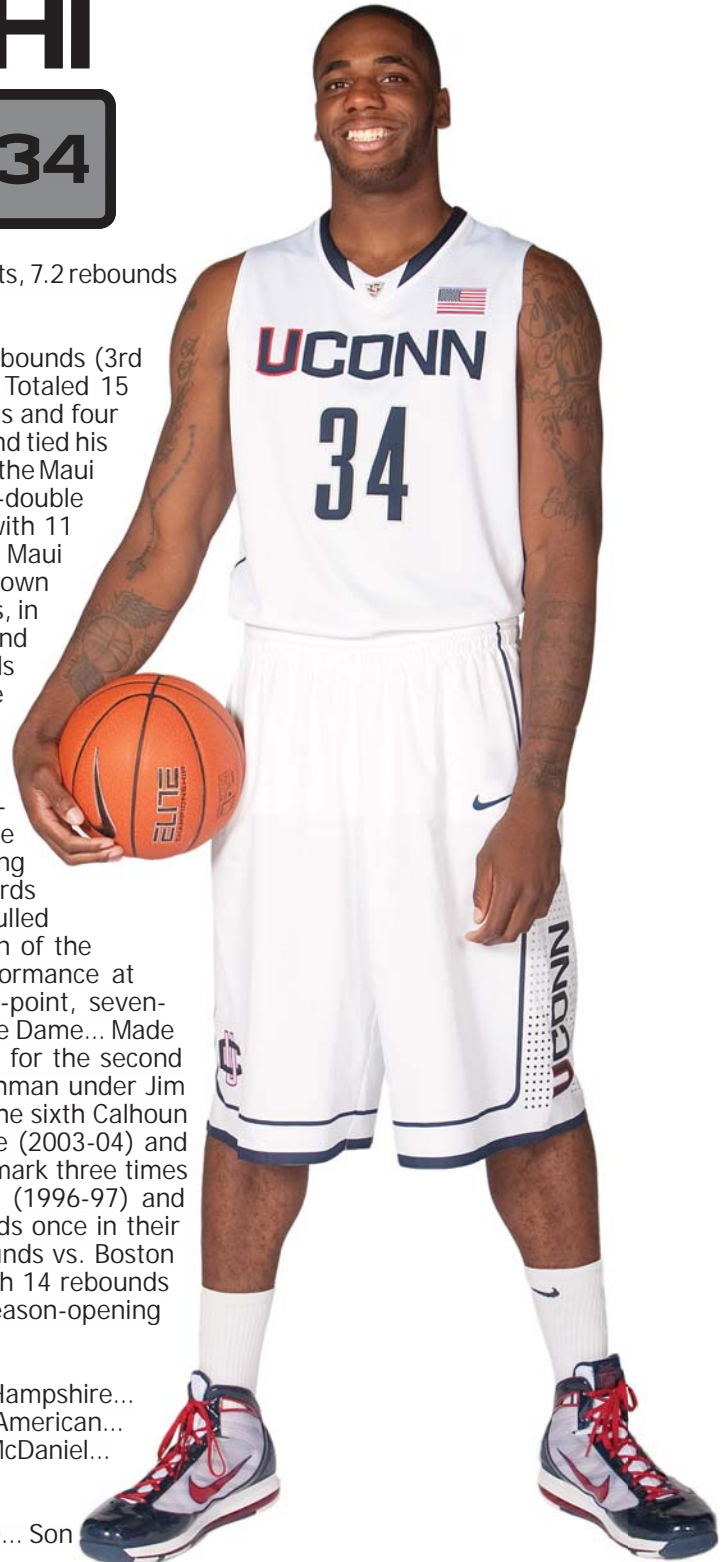 HI
34
ts, 7.2 rebounds
bounds (3rd
Totaled 15
s and four
nd tied his
the Maui
-double
with 11
Maui
own
s, in
nd
ls
e
-
e
ng
rds
ulled
n of the
ormance at
-point, seven-
e Dame... Made
for the second
hman under Jim
he sixth Calhoun
e (2003-04) and
mark three times
(1996-97) and
ds once in their
unds vs. Boston
h 14 rebounds
eason-opening
Hampshire...
American...
McDaniel...
... Son
UCONN
34
ELITE
CHAMPIONSHIP
UCONN